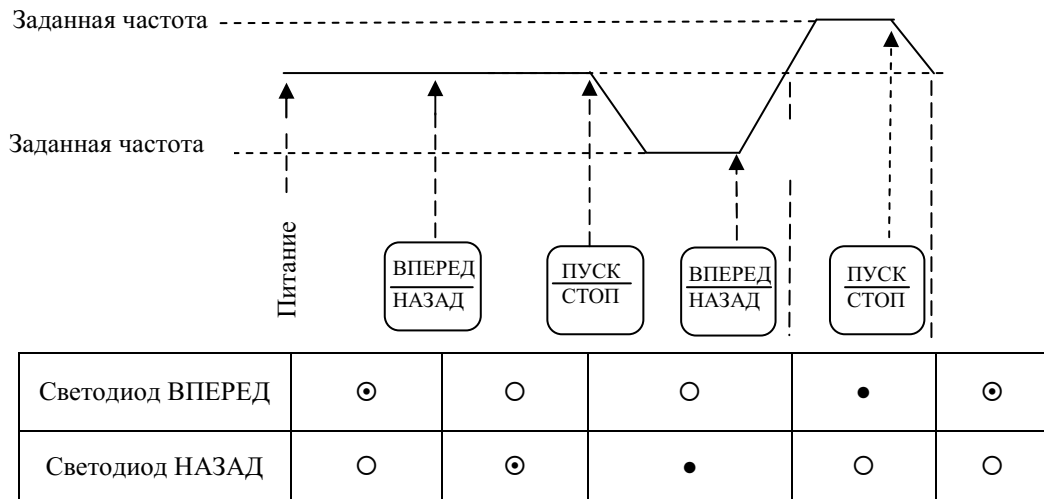 Заданная частота
Заданная частота
Питание
ВПЕРЕД
НАЗАД
ПУСК
СТОП
ВПЕРЕД
НАЗАД
ПУСК
СТОП
Светодиод ВПЕРЕД
Светодиод НАЗАД